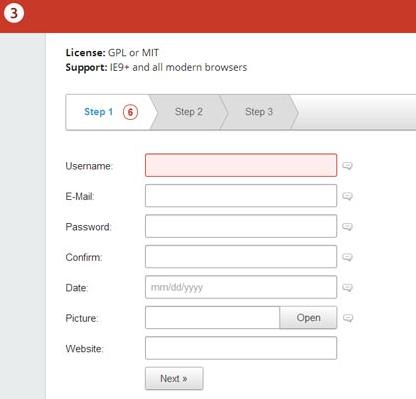 3
License: GPL or MIT
Support: IE9+ and all modern browsers
Step 1 6 Step 2 Step 3
Username:
E-Mail:
Password:
Confirm:
Date: mm/dd/yyyy
Picture: Open
Website:
Next »